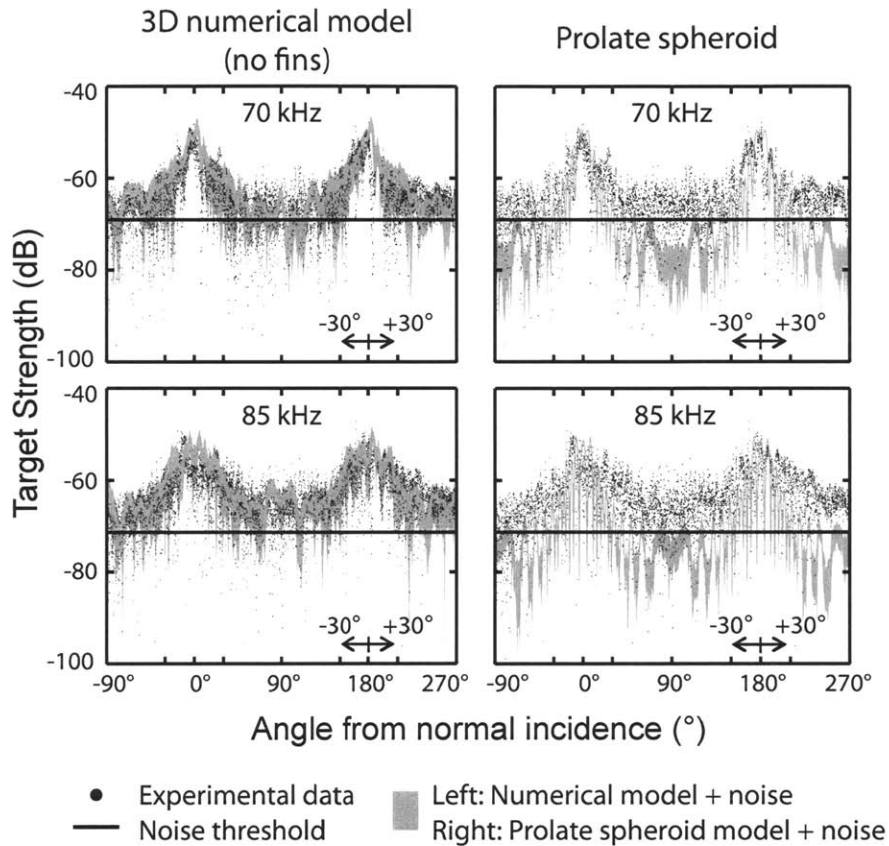 3D numerical model
(no fins)
Prolate spheroid
-40
-60
-80
-100
70 kHz
-30° +30°
70 kHz
-30° +30°
-40
-60
-80
-100
85 kHz
-30° +30°
85 kHz
-30° +30°
Target Strength (dB)
-90° 0° 90° 180° 270°
-90° 0° 90° 180° 270°
Angle from normal incidence (°)
Experimental data
Noise threshold
Left: Numerical model + noise
Right: Prolate spheroid model + noise